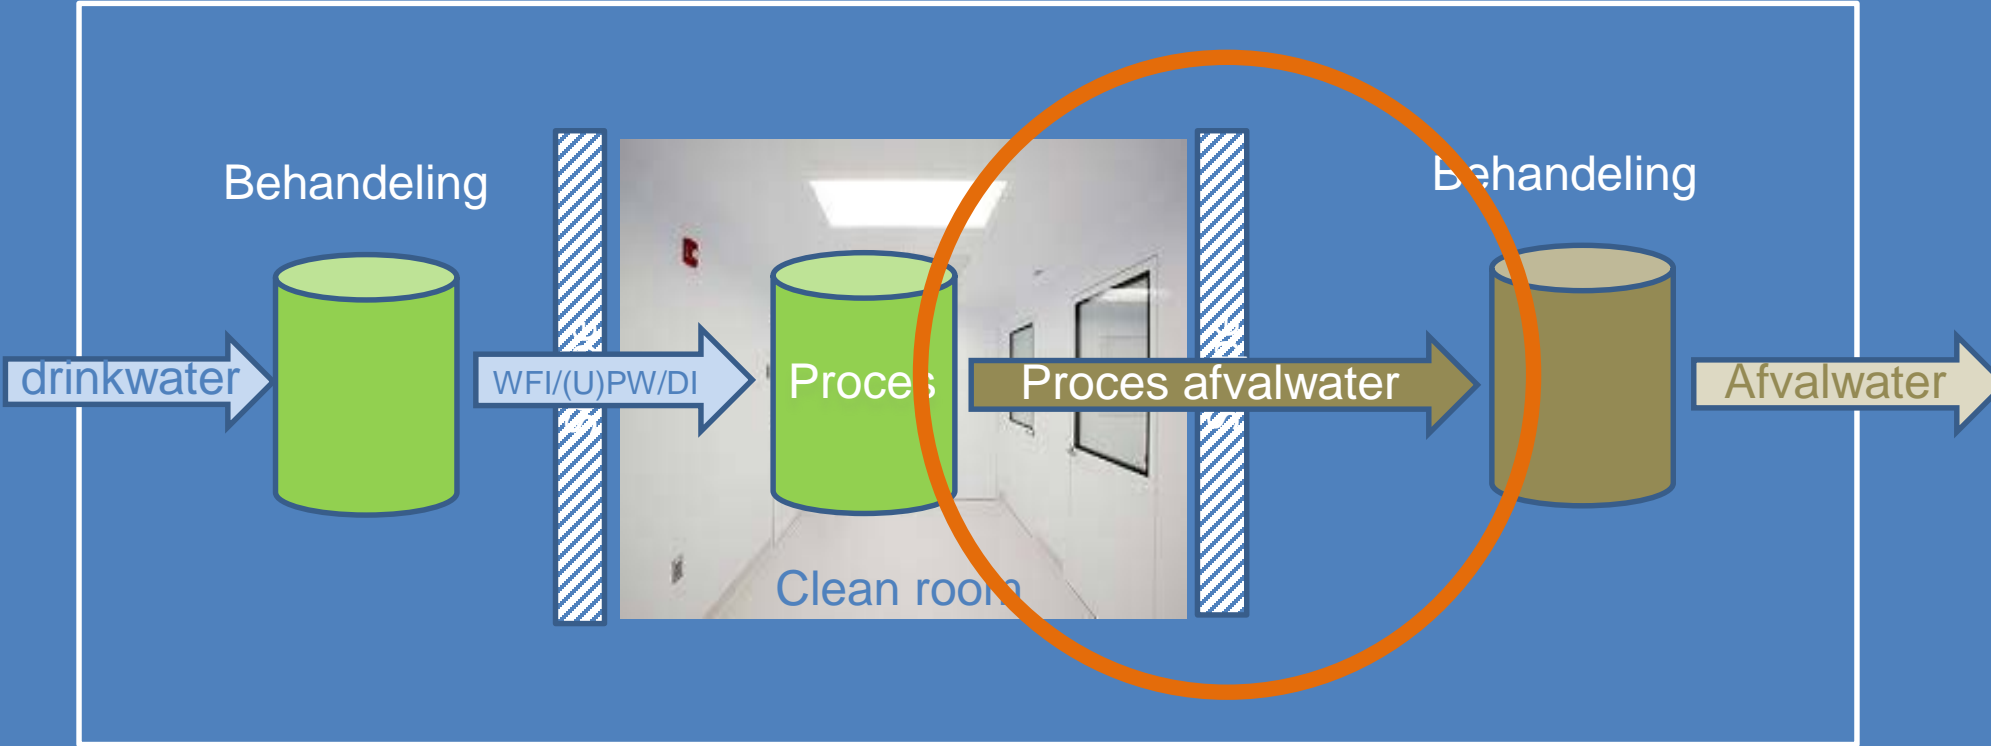 Behandeling
Behandeling
drinkwater
WFI/(U)PW/DI
Proces
Proces afvalwater
Afvalwater
Clean room